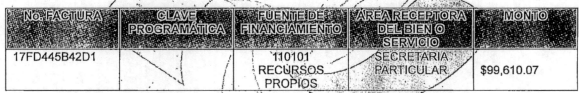 No. FACTURA CLAVE PROGRAMÁTICA FUENTE DE FINANCIAMIENTO ÁREA RECEPTORA DEL BIEN O SERVICIO MONTO
17FD445B42D1 110101 RECURSOS PROPIOS SECRETARIA PARTICULAR $99,610.07